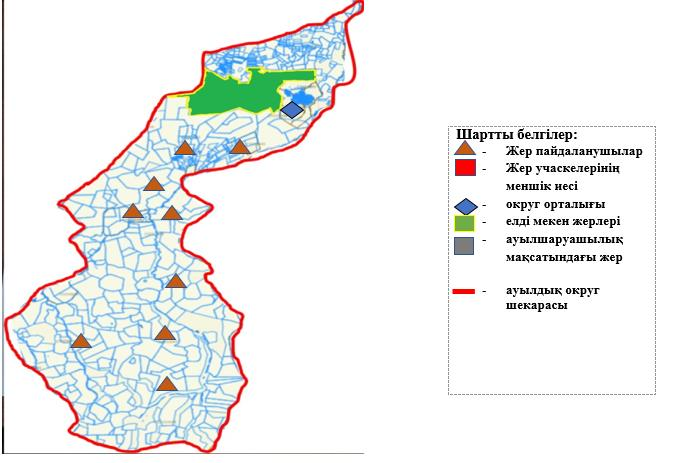 Шартты белгілер:
- Жер пайдаланушылар
- Жер учаскелерінің
меншік иесі
- округ орталығы
- елді мекен жерлері
- ауылшаруашылық
мақсатындағы жер
- ауылдық округ
шекарасы